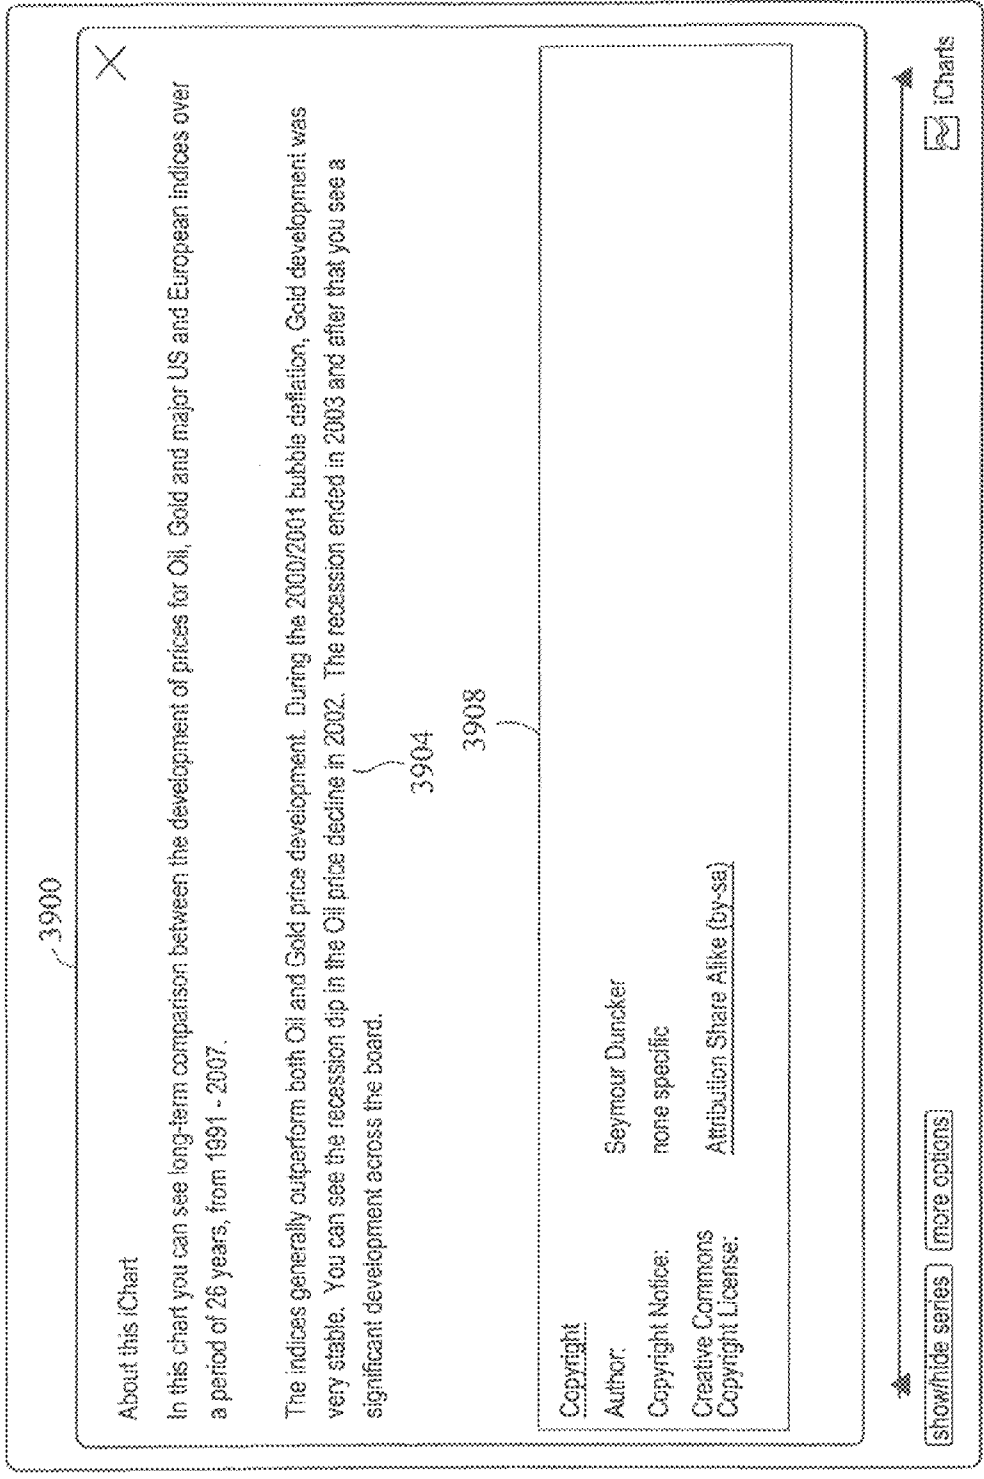 3900
About this iChart
In this chart you can see long-term comparison between the development of prices for Oil, Gold and major US and European indices over
a period of 26 years, from 1991 - 2007.
The indices generally outperform both Oil and Gold price development. During the 2000/2001 bubble deflation, Gold development was
very stable. You can see the recession dip in the Oil price decline in 2002. The recession ended in 2003 and after that you see a
significant development across the board.
3904
3908
Copyright
Author: Seymour Duncker
Copyright Notice: none specific
Creative Commons
Copyright License: Attribution Share Alike (by-sa)
show/hide series more options iCharts